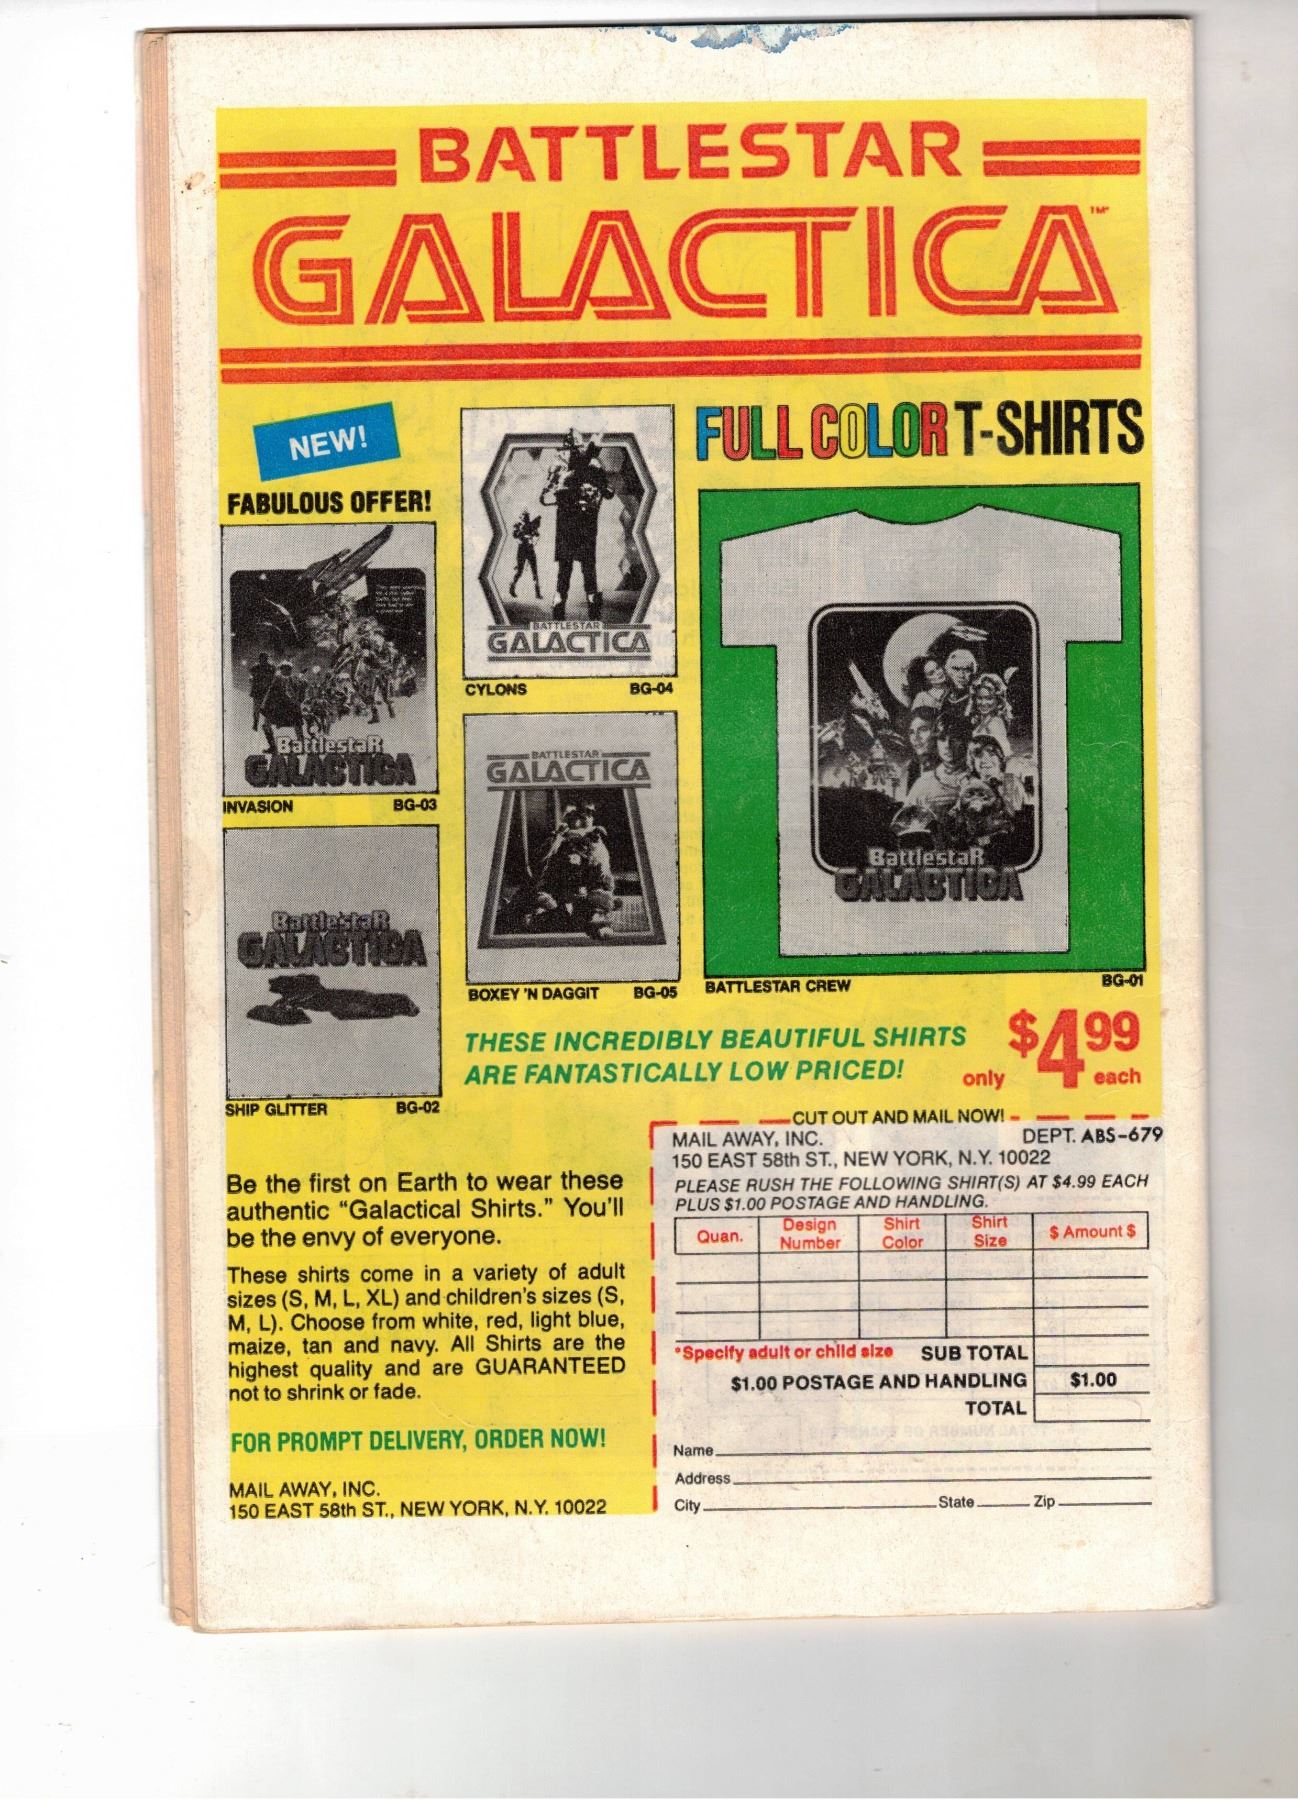 BATTLESTAR
GALACTICA™
NEW!
FABULOUS OFFER!
FULL COLOR T-SHIRTS
BattlestaR
GALACTICA
INVASION BG-03
BATTLESTAR
GALACTICA
CYLONS BG-04
BattlestaR
GALACTICA
SHIP GLITTER BG-02
BATTLESTAR
GALACTICA
BOXEY 'N DAGGIT BG-05
BattlestaR
GALACTICA
BATTLESTAR CREW BG-01
THESE INCREDIBLY BEAUTIFUL SHIRTS
ARE FANTASTICALLY LOW PRICED!
only $4.99 each
Be the first on Earth to wear these
authentic “Galactical Shirts.” You’ll
be the envy of everyone.
These shirts come in a variety of adult
sizes (S, M, L, XL) and children's sizes (S,
M, L). Choose from white, red, light blue,
maize, tan and navy. All Shirts are the
highest quality and are GUARANTEED
not to shrink or fade.
FOR PROMPT DELIVERY, ORDER NOW!
MAIL AWAY, INC.
150 EAST 58th ST., NEW YORK, N.Y. 10022
CUT OUT AND MAIL NOW!
MAIL AWAY, INC. DEPT. ABS-679
150 EAST 58th ST., NEW YORK, N.Y. 10022
PLEASE RUSH THE FOLLOWING SHIRT(S) AT $4.99 EACH
PLUS $1.00 POSTAGE AND HANDLING.
Quan. Design Number Shirt Color Shirt Size $ Amount $
*Specify adult or child size SUB TOTAL
$1.00 POSTAGE AND HANDLING $1.00
TOTAL
Name
Address
City State Zip